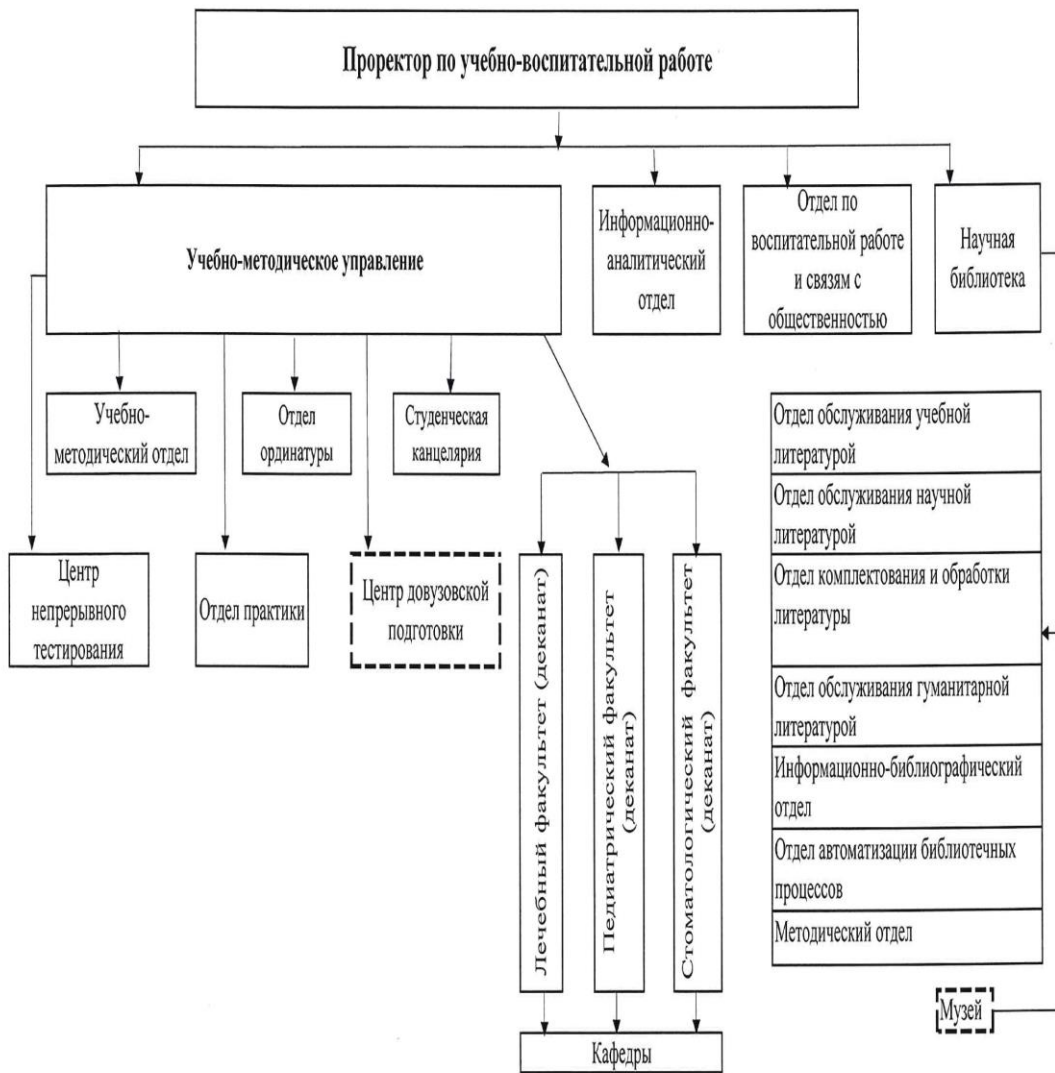 Проректор по учебно-воспитательной работе
Учебно-методическое управление
Информационно-
аналитический
отдел
Отдел по
воспитательной работе
и связям с
общественностью
Научная
библиотека
Учебно-
методический отдел
Отдел
ординатуры
Студенческая
канцелярия
Центр
непрерывного
тестирования
Отдел практики
Центр довузовской
подготовки
Лечебный факультет (деканат)
Педиатрический факультет
(деканат)
Стоматологический факультет
(деканат)
Кафедры
Отдел обслуживания учебной
литературой
Отдел обслуживания научной
литературой
Отдел комплектования и обработки
литературы
Отдел обслуживания гуманитарной
литературой
Информационно-библиографический
отдел
Отдел автоматизации библиотечных
процессов
Методический отдел
Музей